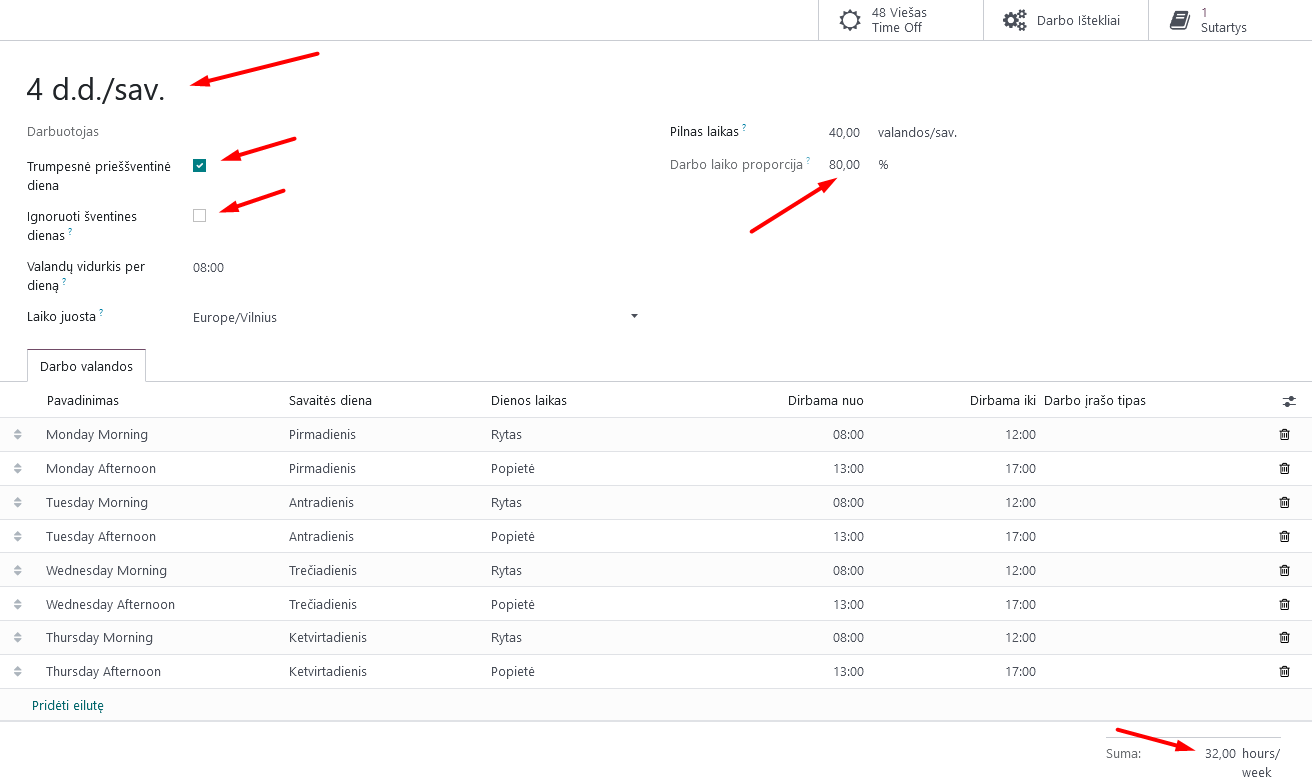 48 Viešas
Time Off
Darbo Ištekliai
1
Sutartys
4 d.d./sav.
Darbuotojas
Trumpesnė prieššventinė
diena
Ignoruoti šventines
dienas ?
Valandų vidurkis per
dieną ?
08:00
Laiko juosta ?
Europe/Vilnius
Pilnas laikas ? 40,00 valandos/sav.
Darbo laiko proporcija ? 80,00 %
Darbo valandos
Pavadinimas Savaitės diena Dienos laikas Dirbama nuo Dirbama iki Darbo įrašo tipas
Monday Morning Pirmadienis Rytas 08:00 12:00
Monday Afternoon Pirmadienis Popietė 13:00 17:00
Tuesday Morning Antradienis Rytas 08:00 12:00
Tuesday Afternoon Antradienis Popietė 13:00 17:00
Wednesday Morning Trečiadienis Rytas 08:00 12:00
Wednesday Afternoon Trečiadienis Popietė 13:00 17:00
Thursday Morning Ketvirtadienis Rytas 08:00 12:00
Thursday Afternoon Ketvirtadienis Popietė 13:00 17:00
Pridėti eilutę
Suma: 32,00 hours/
week